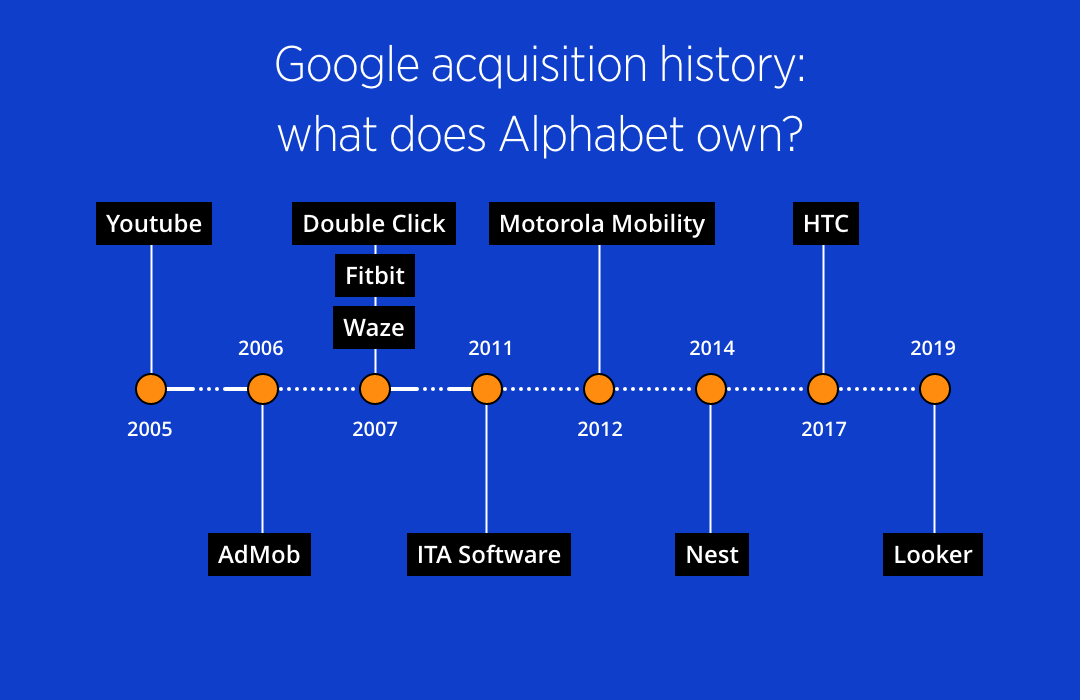 Google acquisition history:
what does Alphabet own?
Youtube
Double Click
Motorola Mobility
HTC
Fitbit
Waze
2006
2011
2014
2019
2005
2007
2012
2017
AdMob
ITA Software
Nest
Looker